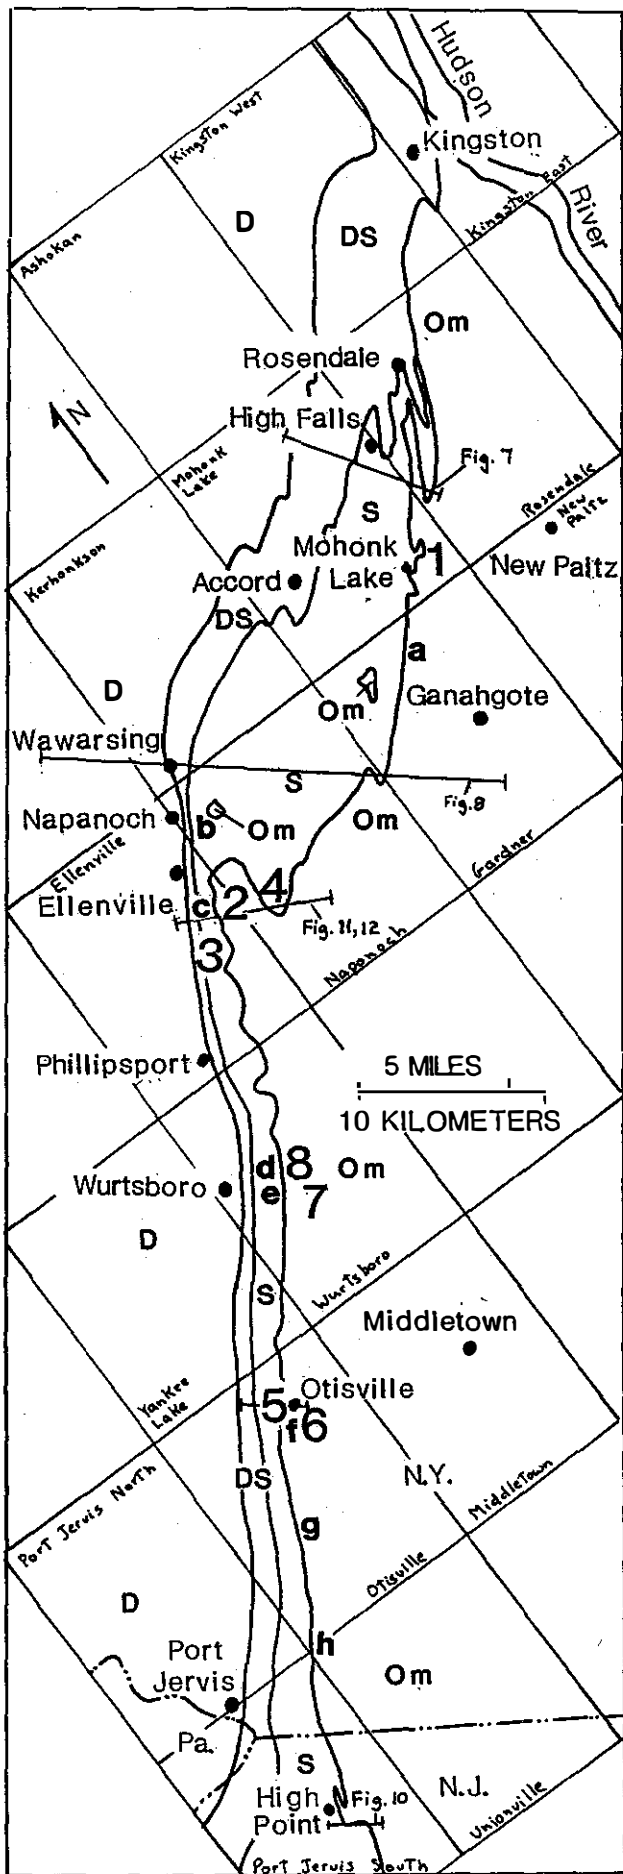 Hudson
Kingston West
Kingston
Kingston East
River
D
DS
Ashokan
Om
Rosendale
High Falls
N
Mohonk
Lake
Fig. 7
Rosendale
New
Paltz
S
Mohonk
Lake
1
New Paltz
Accord
Kerhonkson
DS
a
D
Om
Ganahgote
Wawarsing
S
Fig.8
Napanoch
b
Om
Om
Ellenville
Gardner
Ellenville
c
2
4
Fig. 11, 12
3
Naponoch
Phillipsport
5 MILES
10 KILOMETERS
d
8
Om
Wurtsboro
e
7
D
S
Wurtsboro
Middletown
Yankee
Lake
5
Otisville
f
6
DS
N.Y.
Port Jervis North
g
Middletown
Otisville
D
h
Port
Jervis
Om
Pa.
S
High
Point
Fig. 10
N.J.
Unionville
Port Jervis South